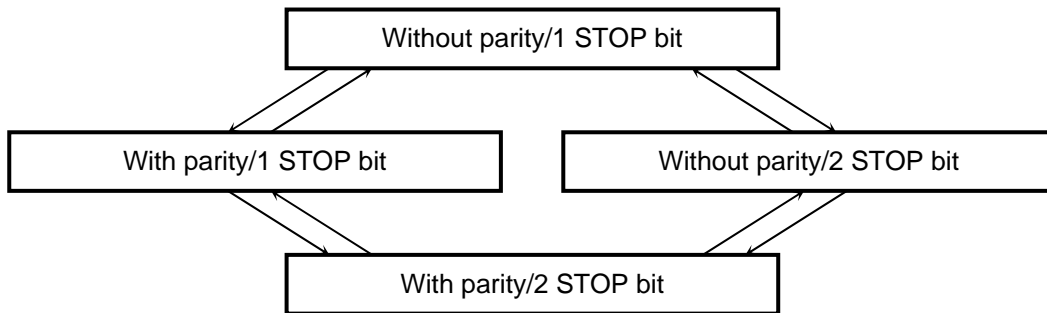 Without parity/1 STOP bit
With parity/1 STOP bit
Without parity/2 STOP bit
With parity/2 STOP bit